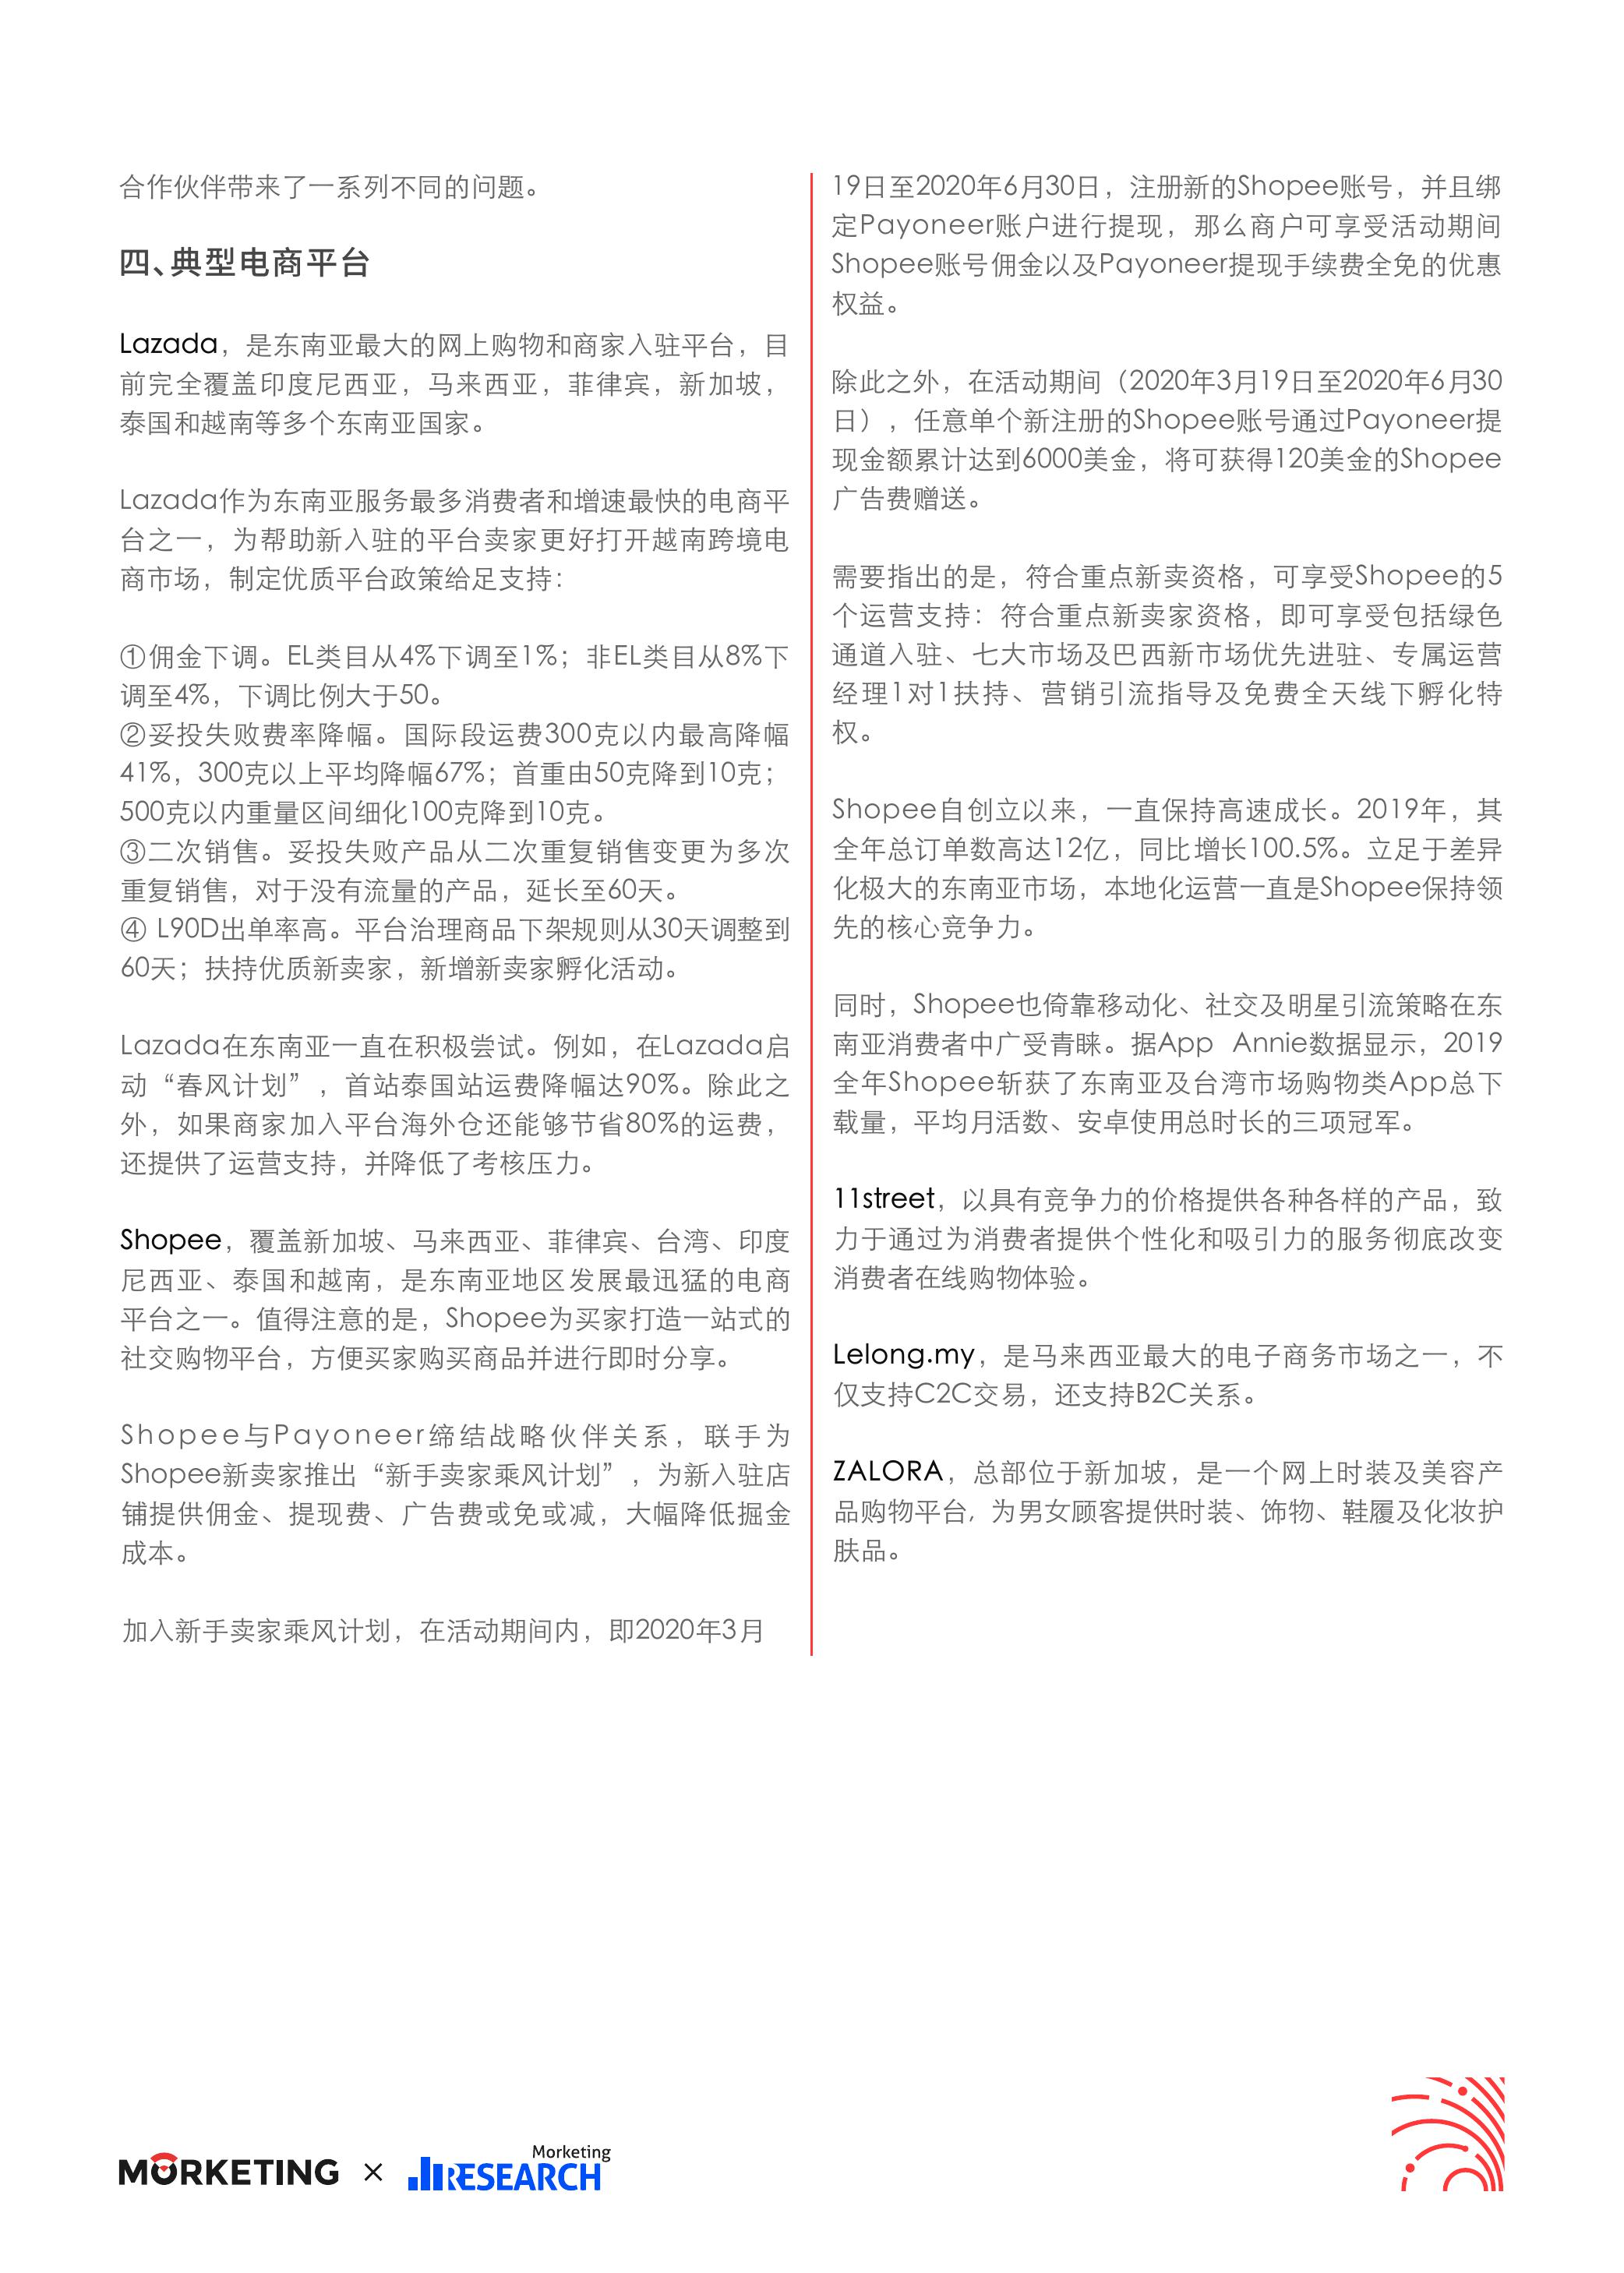 合作伙伴带来了一系列不同的问题。
四、典型电商平台
Lazada，是东南亚最大的网上购物和商家入驻平台，目
前完全覆盖印度尼西亚，马来西亚，菲律宾，新加坡，
泰国和越南等多个东南亚国家。
Lazada作为东南亚服务最多消费者和增速最快的电商平
台之一，为帮助新入驻的平台卖家更好打开越南跨境电
商市场，制定优质平台政策给足支持：
①佣金下调。EL类目从4%下调至1%；非EL类目从8%下
调至4%，下调比例大于50。
②妥投失败费率降幅。国际段运费300克以内最高降幅
41%，300克以上平均降幅67%；首重由50克降到10克；
500克以内重量区间细化100克降到10克。
③二次销售。妥投失败产品从二次重复销售变更为多次
重复销售，对于没有流量的产品，延长至60天。
④ L90D出单率高。平台治理商品下架规则从30天调整到
60天；扶持优质新卖家，新增新卖家孵化活动。
Lazada在东南亚一直在积极尝试。例如，在Lazada启
动“春风计划”，首站泰国站运费降幅达90%。除此之
外，如果商家加入平台海外仓还能够节省80%的运费，
还提供了运营支持，并降低了考核压力。
Shopee，覆盖新加坡、马来西亚、菲律宾、台湾、印度
尼西亚、泰国和越南，是东南亚地区发展最迅猛的电商
平台之一。值得注意的是，Shopee为买家打造一站式的
社交购物平台，方便买家购买商品并进行即时分享。
Shopee与Payoneer缔结战略伙伴关系，联手为
Shopee新卖家推出“新手卖家乘风计划”，为新入驻店
铺提供佣金、提现费、广告费或免或减，大幅降低掘金
成本。
加入新手卖家乘风计划，在活动期间内，即2020年3月
19日至2020年6月30日，注册新的Shopee账号，并且绑
定Payoneer账户进行提现，那么商户可享受活动期间
Shopee账号佣金以及Payoneer提现手续费全免的优惠
权益。
除此之外，在活动期间（2020年3月19日至2020年6月30
日），任意单个新注册的Shopee账号通过Payoneer提
现金额累计达到6000美金，将可获得120美金的Shopee
广告费赠送。
需要指出的是，符合重点新卖资格，可享受Shopee的5
个运营支持：符合重点新卖家资格，即可享受包括绿色
通道入驻、七大市场及巴西新市场优先进驻、专属运营
经理1对1扶持、营销引流指导及免费全天线下孵化特
权。
Shopee自创立以来，一直保持高速成长。2019年，其
全年总订单数高达12亿，同比增长100.5%。立足于差异
化极大的东南亚市场，本地化运营一直是Shopee保持领
先的核心竞争力。
同时，Shopee也倚靠移动化、社交及明星引流策略在东
南亚消费者中广受青睐。据App Annie数据显示，2019
全年Shopee斩获了东南亚及台湾市场购物类App总下
载量，平均月活数、安卓使用总时长的三项冠军。
11street，以具有竞争力的价格提供各种各样的产品，致
力于通过为消费者提供个性化和吸引力的服务彻底改变
消费者在线购物体验。
Lelong.my，是马来西亚最大的电子商务市场之一，不
仅支持C2C交易，还支持B2C关系。
ZALORA，总部位于新加坡，是一个网上时装及美容产
品购物平台，为男女顾客提供时装、饰物、鞋履及化妆护
肤品。
MORKETING × Morketing RESEARCH